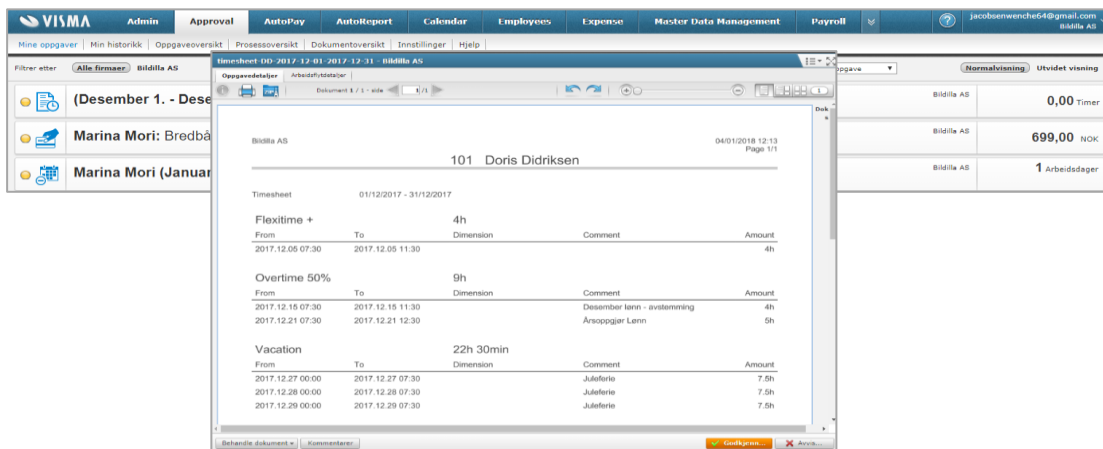 VISMA Admin Approval AutoPay AutoReport Calendar Employees Expense Master Data Management Payroll ? jacobsenwenche64@gmail.com
Bildilla AS
Mine oppgaver Min historikk Oppgaveoversikt Prosessoversikt Dokumentoversikt Innstillinger Hjelp
timesheet-DD-2017-12-01-2017-12-31 - Bildilla AS
Filtrer etter Alle firmaer Bildilla AS
Normalvisning Utvidet visning
Oppgavedetaljer Arbeidsflytdetaljer
Dokument 1 / 1 - side 1 /1
Dok
(Desember 1. - Dese
Bildilla AS 0,00 Timer
Marina Mori: Bredbå
Bildilla AS 699,00 NOK
Marina Mori (Januar
Bildilla AS 1 Arbeidsdager
Bildilla AS 04/01/2018 12:13
Page 1/1
101 Doris Didriksen
Timesheet 01/12/2017 - 31/12/2017
Flexitime + 4h
From To Dimension Comment Amount
2017.12.05 07:30 2017.12.05 11:30 4h
Overtime 50% 9h
From To Dimension Comment Amount
2017.12.15 07:30 2017.12.15 11:30 Desember lønn - avstemming 4h
2017.12.21 07:30 2017.12.21 12:30 Årsoppgjør Lønn 5h
Vacation 22h 30min
From To Dimension Comment Amount
2017.12.27 00:00 2017.12.27 07:30 Juleferie 7.5h
2017.12.28 00:00 2017.12.28 07:30 Juleferie 7.5h
2017.12.29 00:00 2017.12.29 07:30 Juleferie 7.5h
Behandle dokument Kommentarer Godkjenn... Avvis...